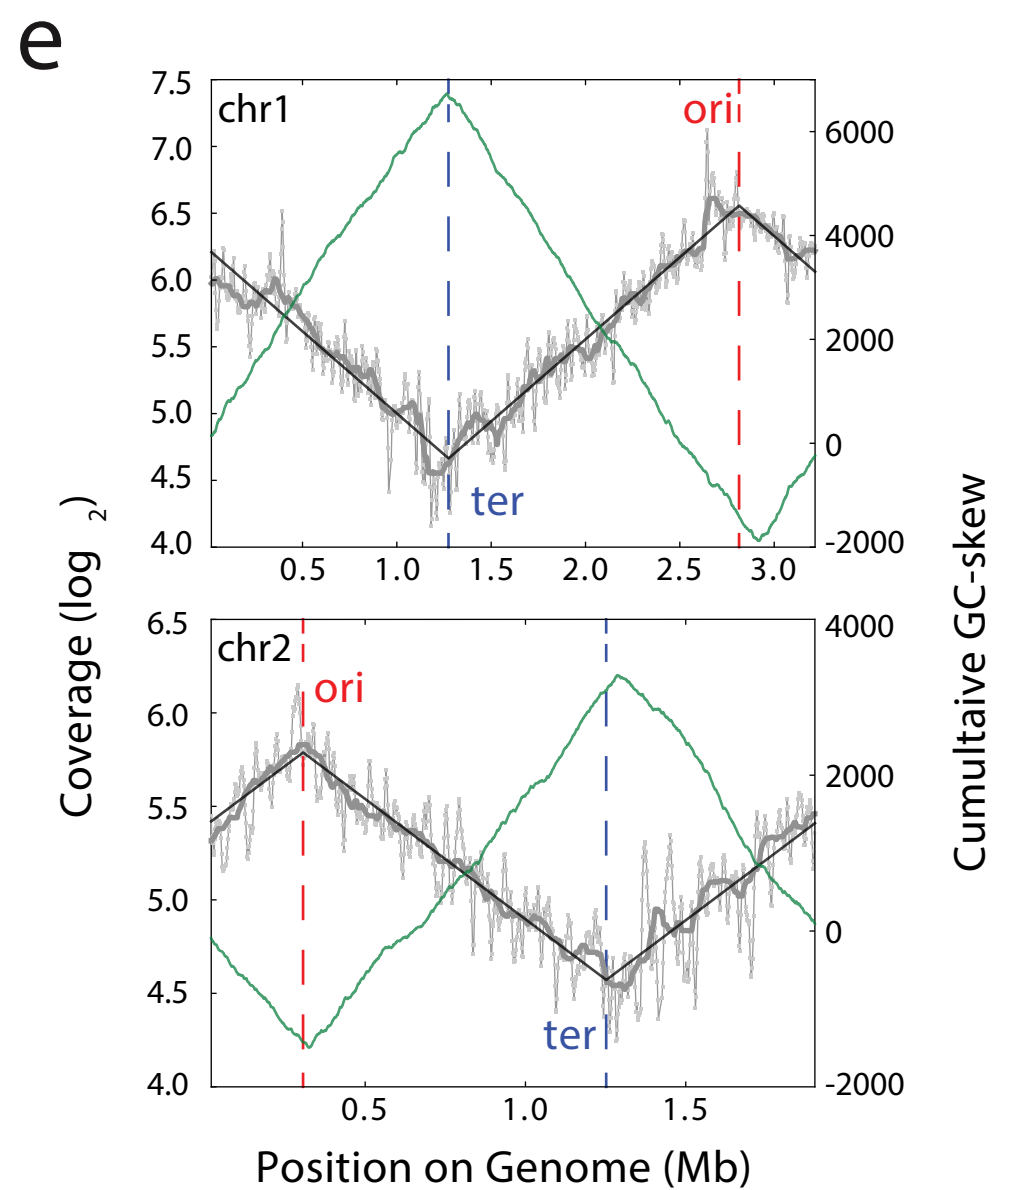 e
chr1
ori
ter
7.5
7.0
6.5
6.0
5.5
5.0
4.5
4.0
6000
4000
2000
0
-2000
0.5 1.0 1.5 2.0 2.5 3.0
chr2
ori
ter
6.5
6.0
5.5
5.0
4.5
4.0
4000
2000
0
-2000
0.5 1.0 1.5
Coverage (log 2)
Cumultaive GC-skew
Position on Genome (Mb)